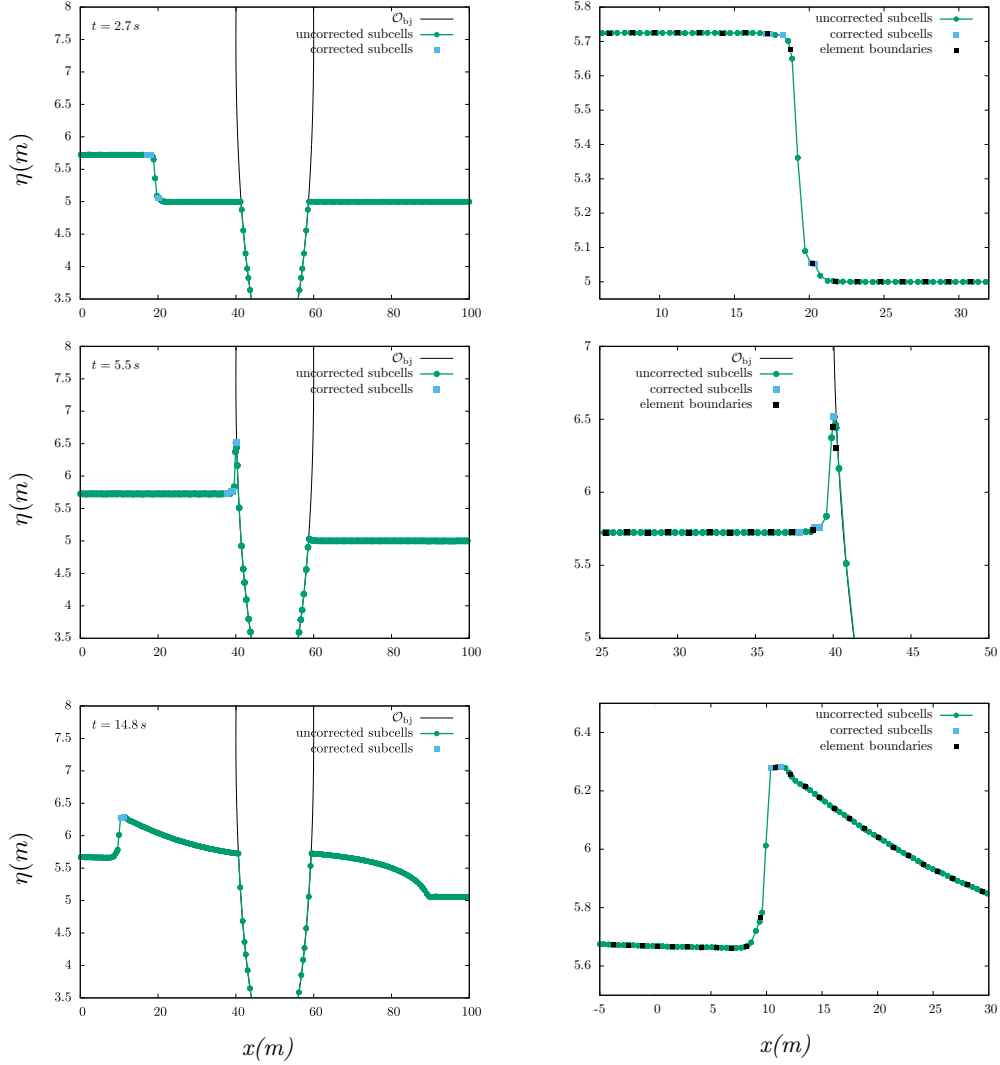 t = 2.7 s
𝒪bj
uncorrected subcells
corrected subcells
η(m)
8
7.5
7
6.5
6
5.5
5
4.5
4
3.5
0 20 40 60 80 100
uncorrected subcells
corrected subcells
element boundaries
5.8
5.7
5.6
5.5
5.4
5.3
5.2
5.1
5
10 15 20 25 30
t = 5.5 s
𝒪bj
uncorrected subcells
corrected subcells
η(m)
8
7.5
7
6.5
6
5.5
5
4.5
4
3.5
0 20 40 60 80 100
𝒪bj
uncorrected subcells
corrected subcells
element boundaries
7
6.5
6
5.5
5
25 30 35 40 45 50
t = 14.8 s
𝒪bj
uncorrected subcells
corrected subcells
η(m)
8
7.5
7
6.5
6
5.5
5
4.5
4
3.5
0 20 40 60 80 100
x(m)
uncorrected subcells
corrected subcells
element boundaries
6.4
6.2
6
5.8
5.6
-5 0 5 10 15 20 25 30
x(m)